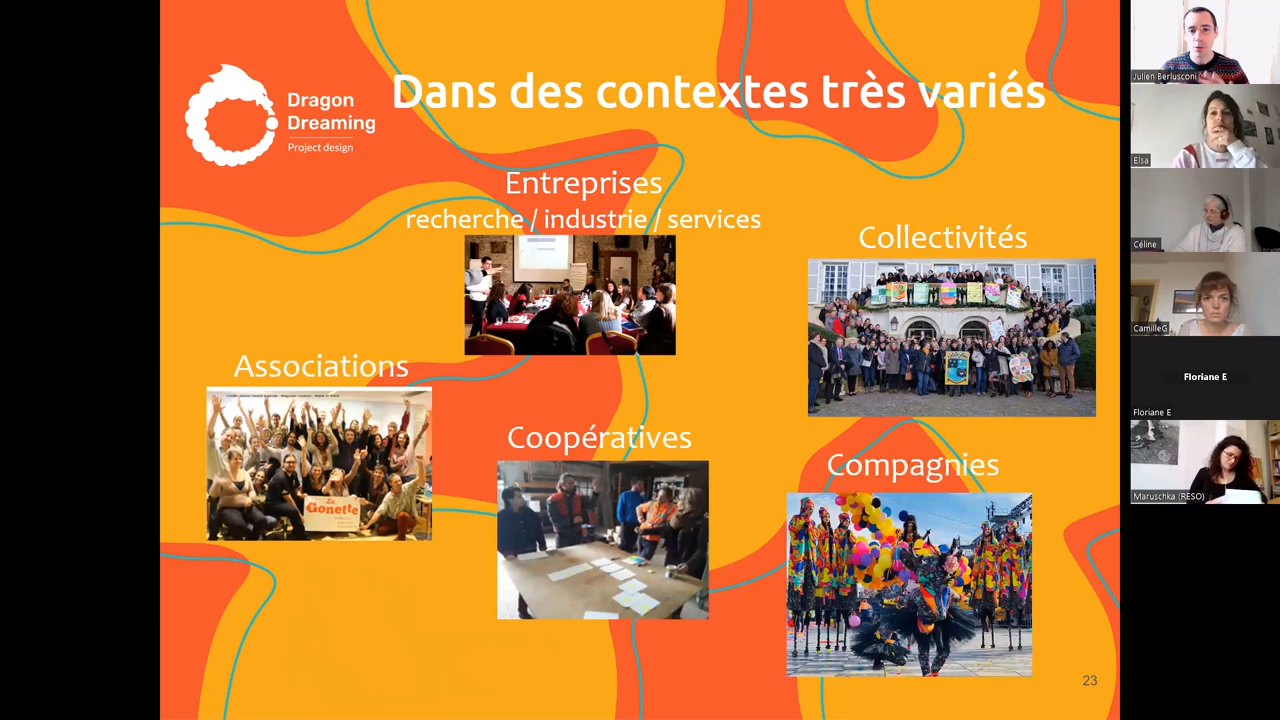 Dragon
Dreaming
Project design
Dans des contextes très variés
Entreprises
recherche / industrie / services
Collectivités
Associations
La
Gonette
Coopératives
Compagnies
23
Julien Berlusconi
Elsa
Céline
CamilleG
Floriane E
Floriane E
Maruschka (RESO)